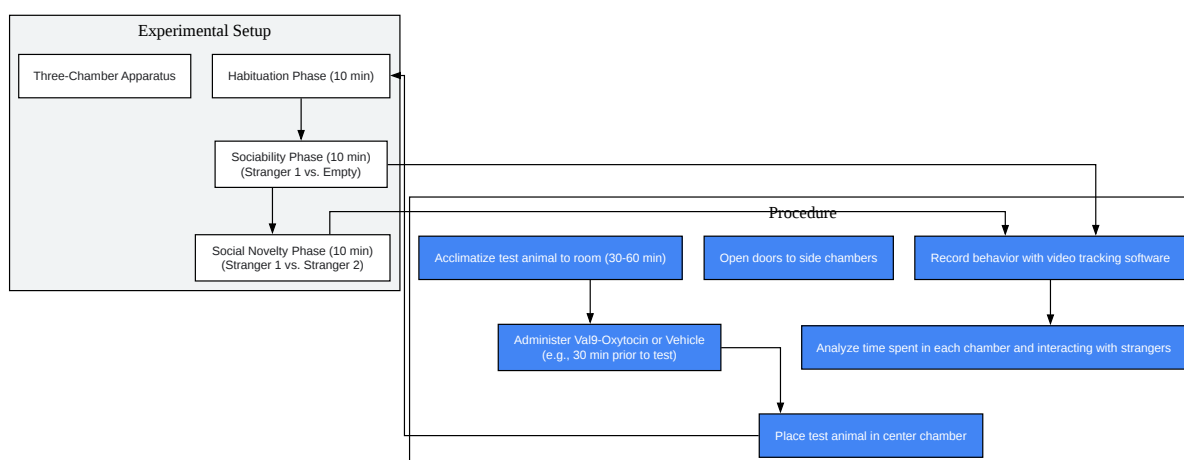 Experimental Setup
Three-Chamber Apparatus
Habituation Phase (10 min)
Sociability Phase (10 min)
(Stranger 1 vs. Empty)
Social Novelty Phase (10 min)
(Stranger 1 vs. Stranger 2)
Procedure
Acclimatize test animal to room (30-60 min)
Open doors to side chambers
Record behavior with video tracking software
Administer Val9-Oxytocin or Vehicle
(e.g., 30 min prior to test)
Analyze time spent in each chamber and interacting with strangers
Place test animal in center chamber